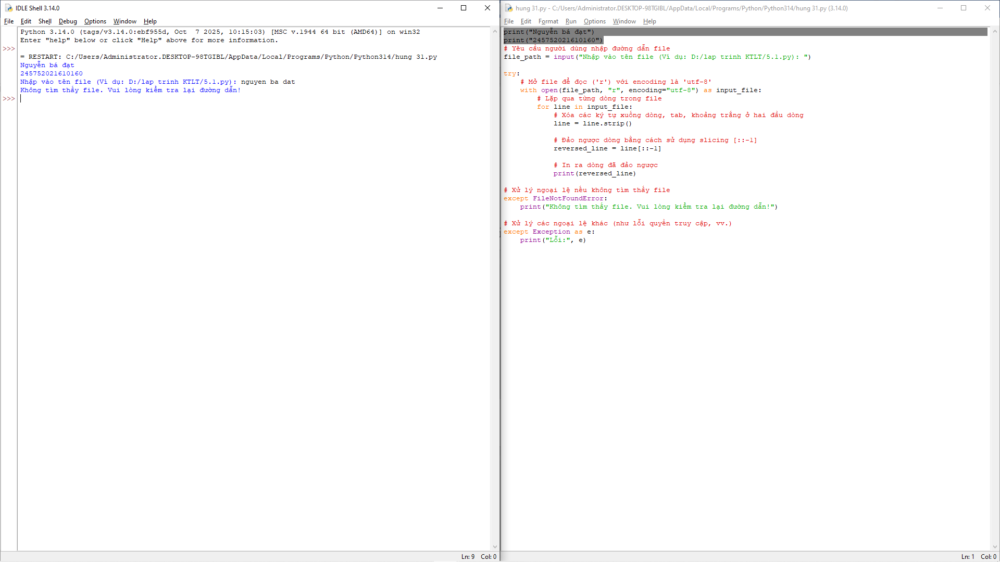 IDLE Shell 3.14.0
File Edit Shell Debug Options Window Help
Python 3.14.0 (tags/v3.14.0:ebf955d, Oct  7 2025, 10:15:03) [MSC v.1944 64 bit (AMD64)] on win32
Enter "help" below or click "Help" above for more information.
>>>
= RESTART: C:/Users/Administrator.DESKTOP-98TGIBL/AppData/Local/Programs/Python/Python314/hung 31.py
Nguyễn bá đạt
245752021610160
Nhập vào tên file (Ví dụ: D:/lap trinh KTLT/5.1.py): nguyen ba dat
Không tìm thấy file. Vui lòng kiểm tra lại đường dẫn!
>>>
Ln: 9 Col: 0
hung 31.py - C:/Users/Administrator.DESKTOP-98TGIBL/AppData/Local/Programs/Python/Python314/hung 31.py (3.14.0)
File Edit Format Run Options Window Help
print("Nguyễn bá đạt")
print("245752021610160")
# Yêu cầu người dùng nhập đường dẫn file
file_path = input("Nhập vào tên file (Ví dụ: D:/lap trinh KTLT/5.1.py): ")
try:
    # Mở file để đọc ('r') với encoding là 'utf-8'
    with open(file_path, "r", encoding="utf-8") as input_file:
        # Lặp qua từng dòng trong file
        for line in input_file:
            # Xóa các ký tự xuống dòng, tab, khoảng trắng ở hai đầu dòng
            line = line.strip()
            # Đảo ngược dòng bằng cách sử dụng slicing [::-1]
            reversed_line = line[::-1]
            # In ra dòng đã đảo ngược
            print(reversed_line)
# Xử lý ngoại lệ nếu không tìm thấy file
except FileNotFoundError:
    print("Không tìm thấy file. Vui lòng kiểm tra lại đường dẫn!")
# Xử lý các ngoại lệ khác (như lỗi quyền truy cập, vv.)
except Exception as e:
    print("Lỗi:", e)
Ln: 1 Col: 0